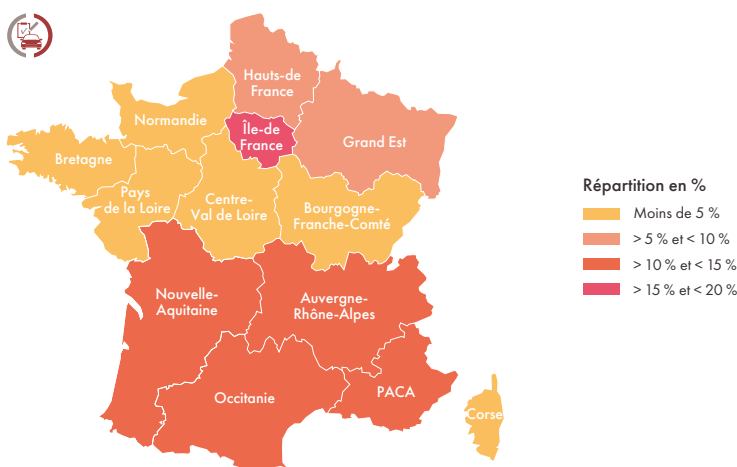 Hauts-de
France
Normandie
Île-de
France
Grand Est
Bretagne
Pays
de la Loire
Centre-
Val de Loire
Bourgogne-
Franche-Comté
Nouvelle-
Aquitaine
Auvergne-
Rhône-Alpes
Occitanie
PACA
Corse
Répartition en %
Moins de 5 %
> 5 % et < 10 %
> 10 % et < 15 %
> 15 % et < 20 %